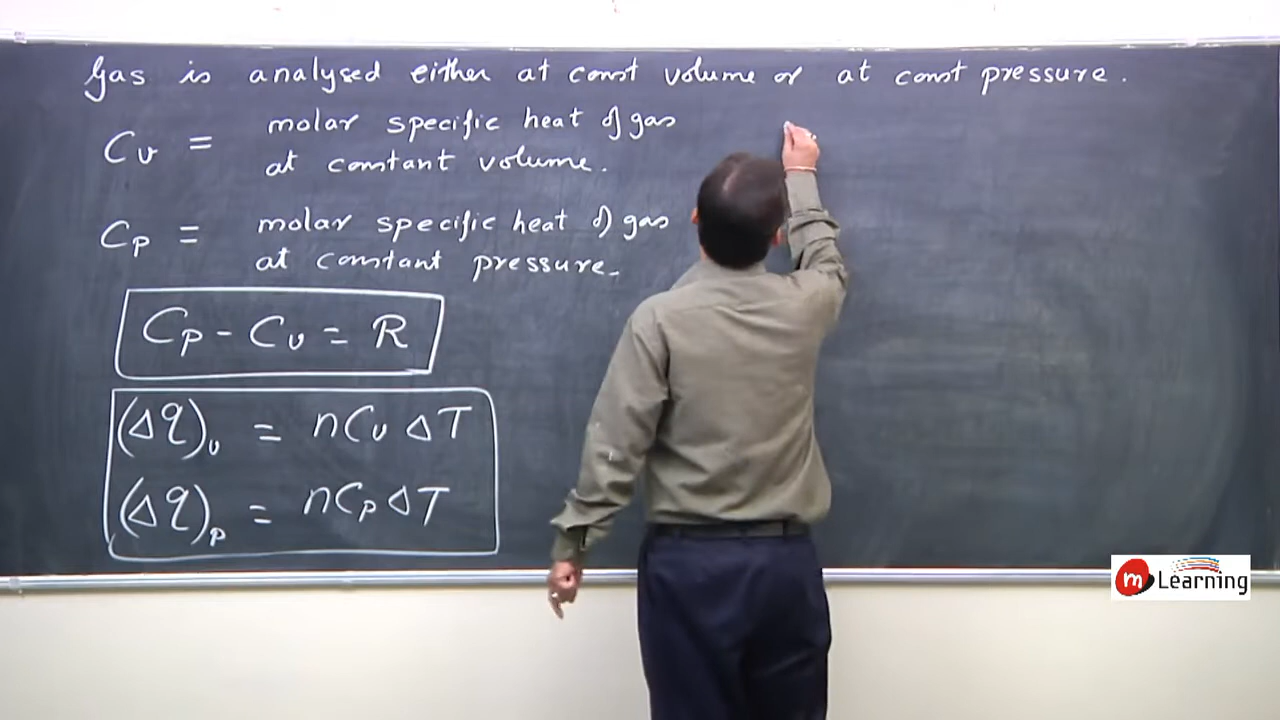 Gas is analysed either at const volume or at const pressure.
Cv = molar specific heat of gas
at constant volume.
Cp = molar specific heat of gas
at constant pressure.
Cp - Cv = R
(Δq)v = nCv ΔT
(Δq)p = nCp ΔT
m Learning